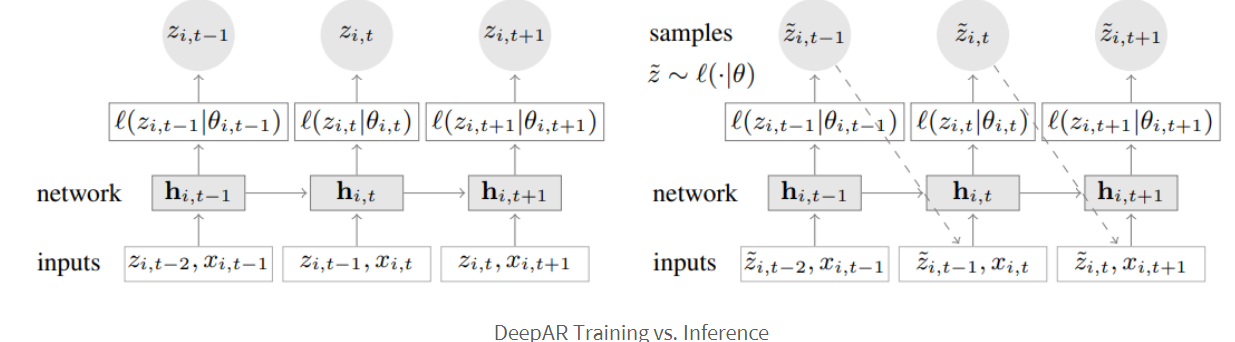 z_{i,t−1} z_{i,t} z_{i,t+1}
ℓ(z_{i,t−1}|θ_{i,t−1}) ℓ(z_{i,t}|θ_{i,t}) ℓ(z_{i,t+1}|θ_{i,t+1})
network h_{i,t−1} h_{i,t} h_{i,t+1}
inputs z_{i,t−2}, x_{i,t−1} z_{i,t−1}, x_{i,t} z_{i,t}, x_{i,t+1}
samples z̃_{i,t−1} z̃_{i,t} z̃_{i,t+1}
z̃ ∼ ℓ(·|θ)
ℓ(z_{i,t−1}|θ_{i,t−1}) ℓ(z_{i,t}|θ_{i,t}) ℓ(z_{i,t+1}|θ_{i,t+1})
network h_{i,t−1} h_{i,t} h_{i,t+1}
inputs z̃_{i,t−2}, x_{i,t−1} z̃_{i,t−1}, x_{i,t} z̃_{i,t}, x_{i,t+1}
DeepAR Training vs. Inference